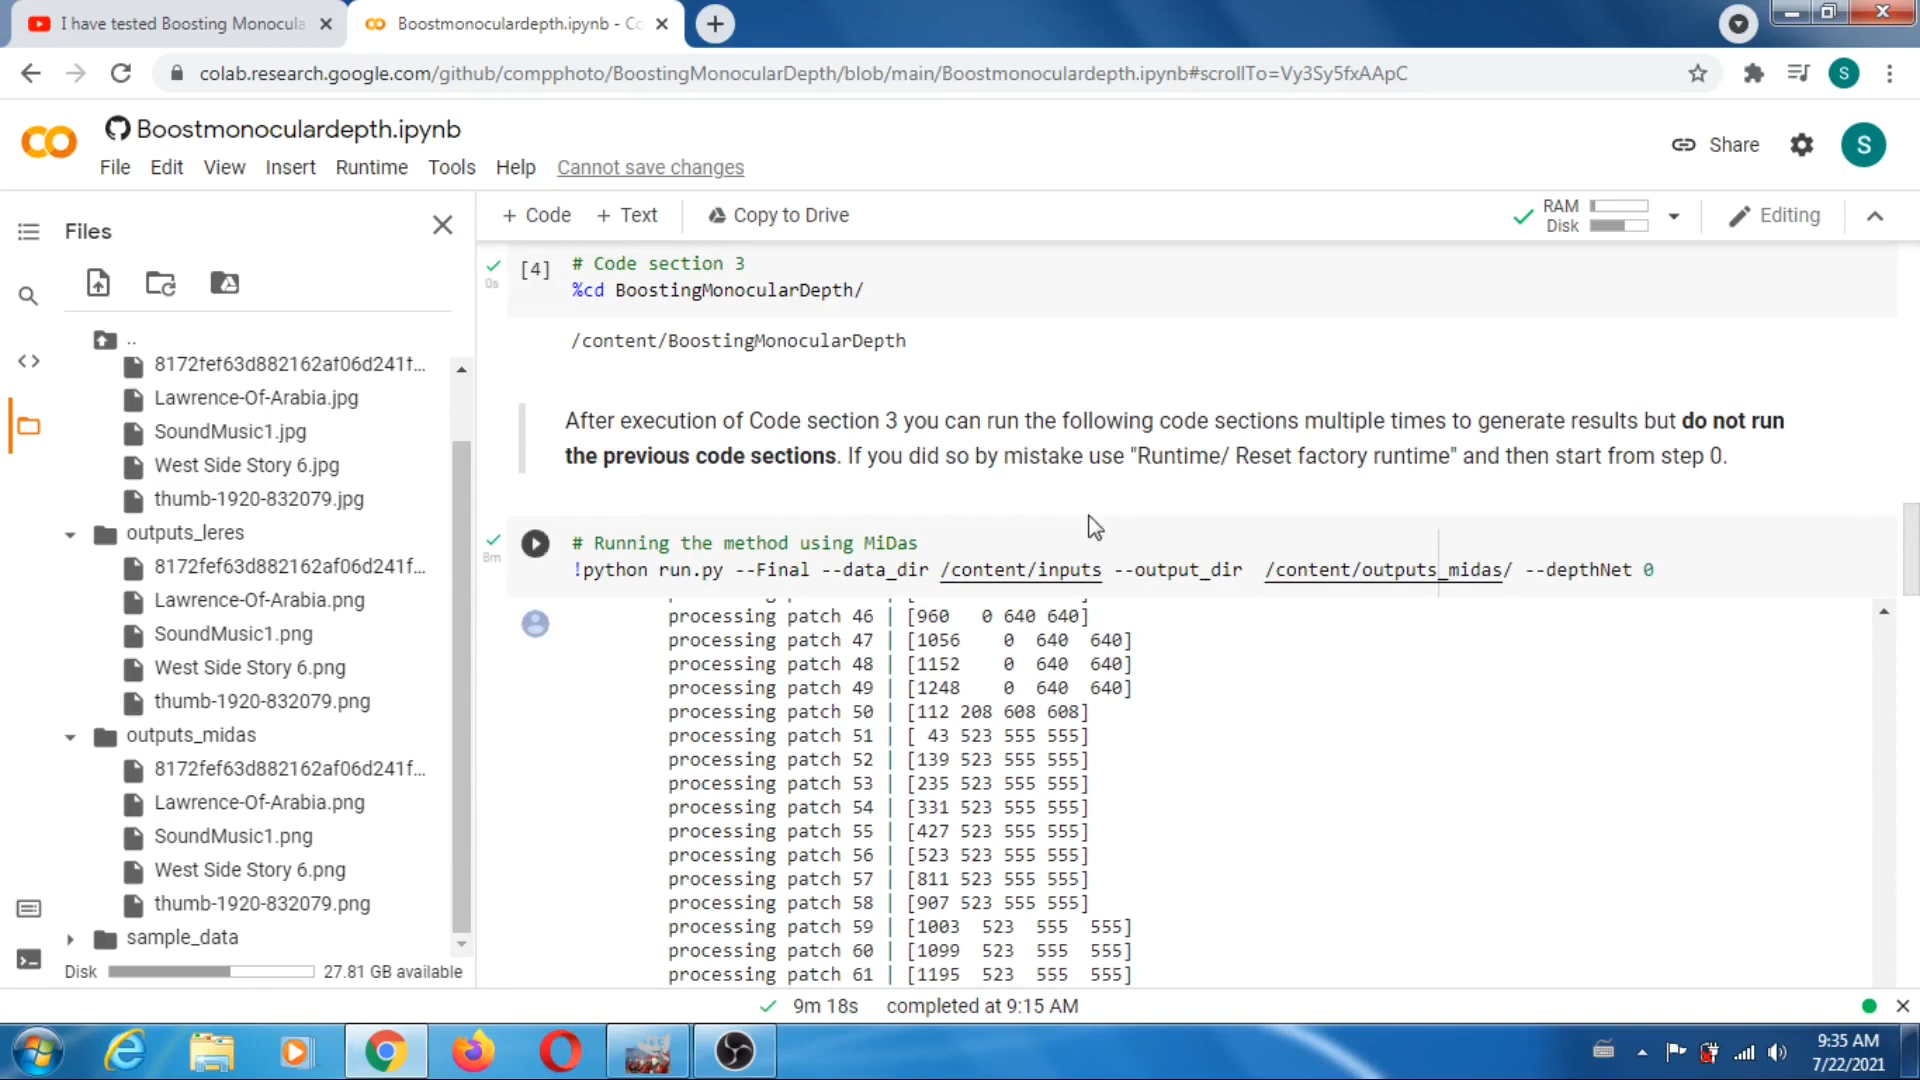 I have tested Boosting Monocula
Boostmonoculardepth.ipynb - Co
colab.research.google.com/github/compphoto/BoostingMonocularDepth/blob/main/Boostmonoculardepth.ipynb#scrollTo=Vy3Sy5fxAApC
S
Boostmonoculardepth.ipynb
Share
S
File Edit View Insert Runtime Tools Help Cannot save changes
Files
+ Code + Text Copy to Drive
RAM
Disk
Editing
..
8172fef63d882162af06d241f...
Lawrence-Of-Arabia.jpg
SoundMusic1.jpg
West Side Story 6.jpg
thumb-1920-832079.jpg
outputs_leres
8172fef63d882162af06d241f...
Lawrence-Of-Arabia.png
SoundMusic1.png
West Side Story 6.png
thumb-1920-832079.png
outputs_midas
8172fef63d882162af06d241f...
Lawrence-Of-Arabia.png
SoundMusic1.png
West Side Story 6.png
thumb-1920-832079.png
sample_data
Disk 27.81 GB available
[4] # Code section 3
0s
%cd BoostingMonocularDepth/
/content/BoostingMonocularDepth
After execution of Code section 3 you can run the following code sections multiple times to generate results but do not run
the previous code sections. If you did so by mistake use "Runtime/ Reset factory runtime" and then start from step 0.
8m
# Running the method using MiDas
!python run.py --Final --data_dir /content/inputs --output_dir /content/outputs_midas/ --depthNet 0
processing patch 46 | [960 0 640 640]
processing patch 47 | [1056 0 640 640]
processing patch 48 | [1152 0 640 640]
processing patch 49 | [1248 0 640 640]
processing patch 50 | [112 208 608 608]
processing patch 51 | [ 43 523 555 555]
processing patch 52 | [139 523 555 555]
processing patch 53 | [235 523 555 555]
processing patch 54 | [331 523 555 555]
processing patch 55 | [427 523 555 555]
processing patch 56 | [523 523 555 555]
processing patch 57 | [811 523 555 555]
processing patch 58 | [907 523 555 555]
processing patch 59 | [1003 523 555 555]
processing patch 60 | [1099 523 555 555]
processing patch 61 | [1195 523 555 555]
9m 18s completed at 9:15 AM
9:35 AM
7/22/2021